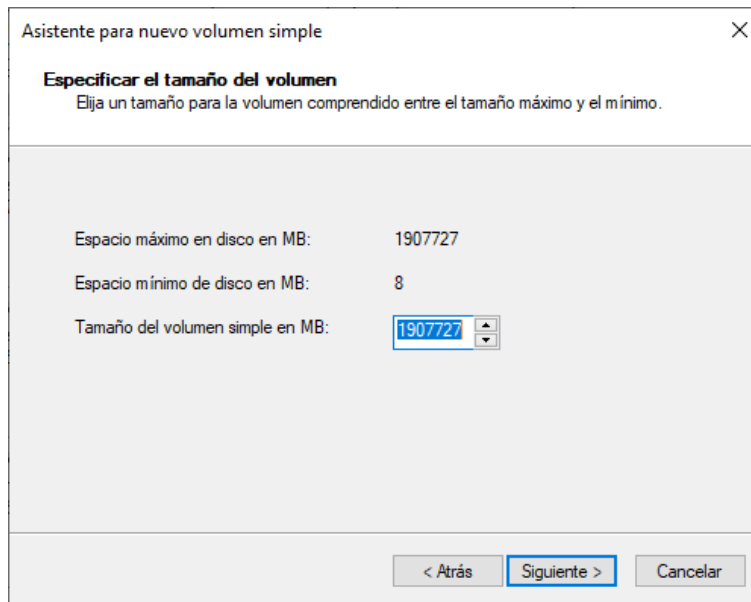 Asistente para nuevo volumen simple
Especificar el tamaño del volumen
Elija un tamaño para la volumen comprendido entre el tamaño máximo y el mínimo.
Espacio máximo en disco en MB: 1907727
Espacio mínimo de disco en MB: 8
Tamaño del volumen simple en MB: 1907727
< Atrás Siguiente > Cancelar